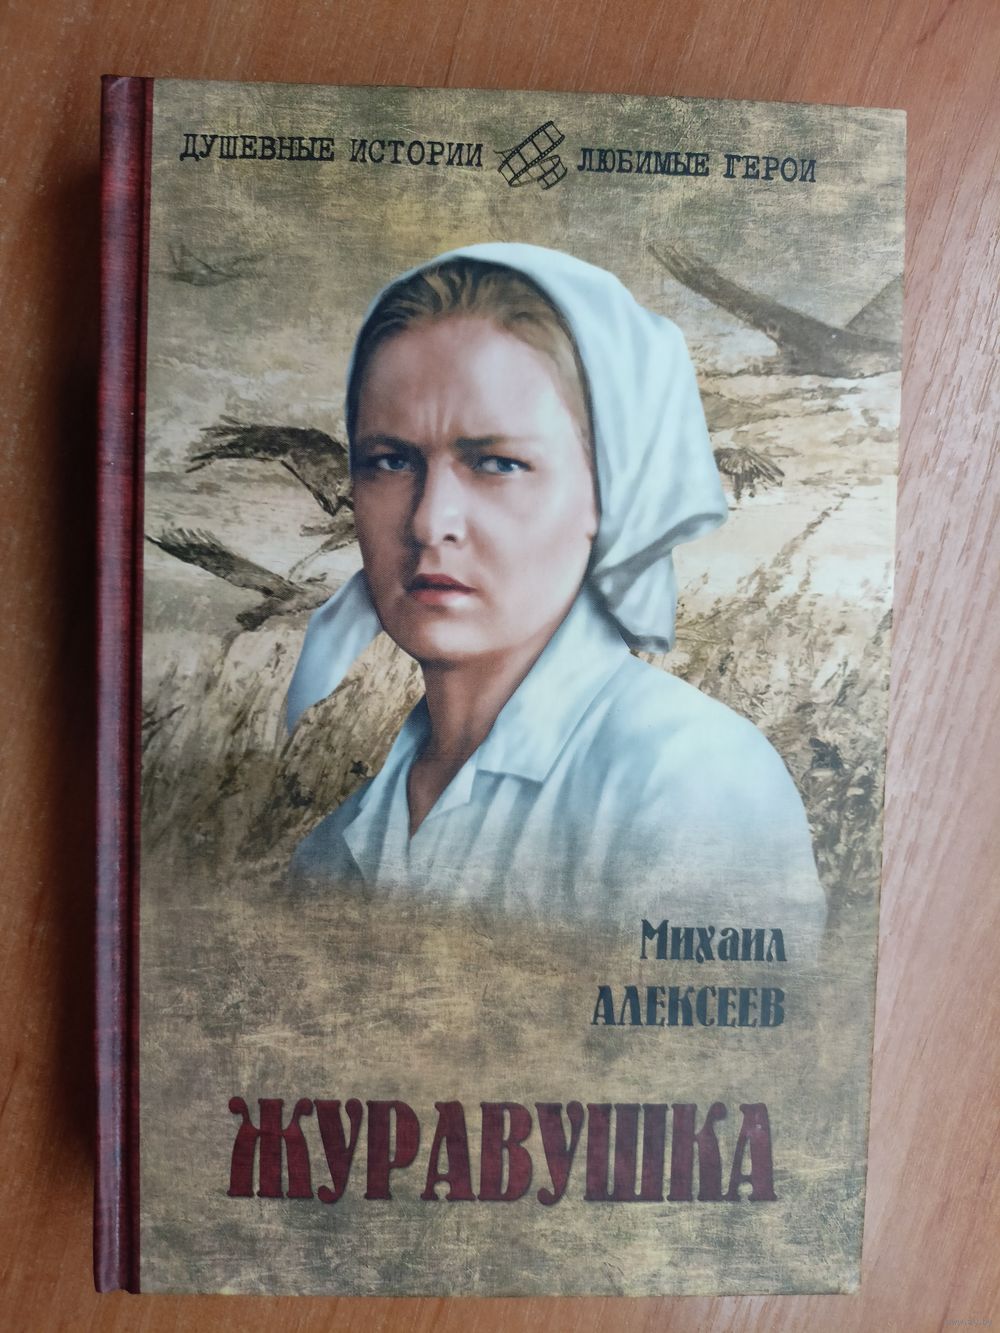 ДУШЕВНЫЕ ИСТОРИИ ЛЮБИМЫЕ ГЕРОИ
Михаил
АЛЕКСЕЕВ
ЖУРАВУШКА